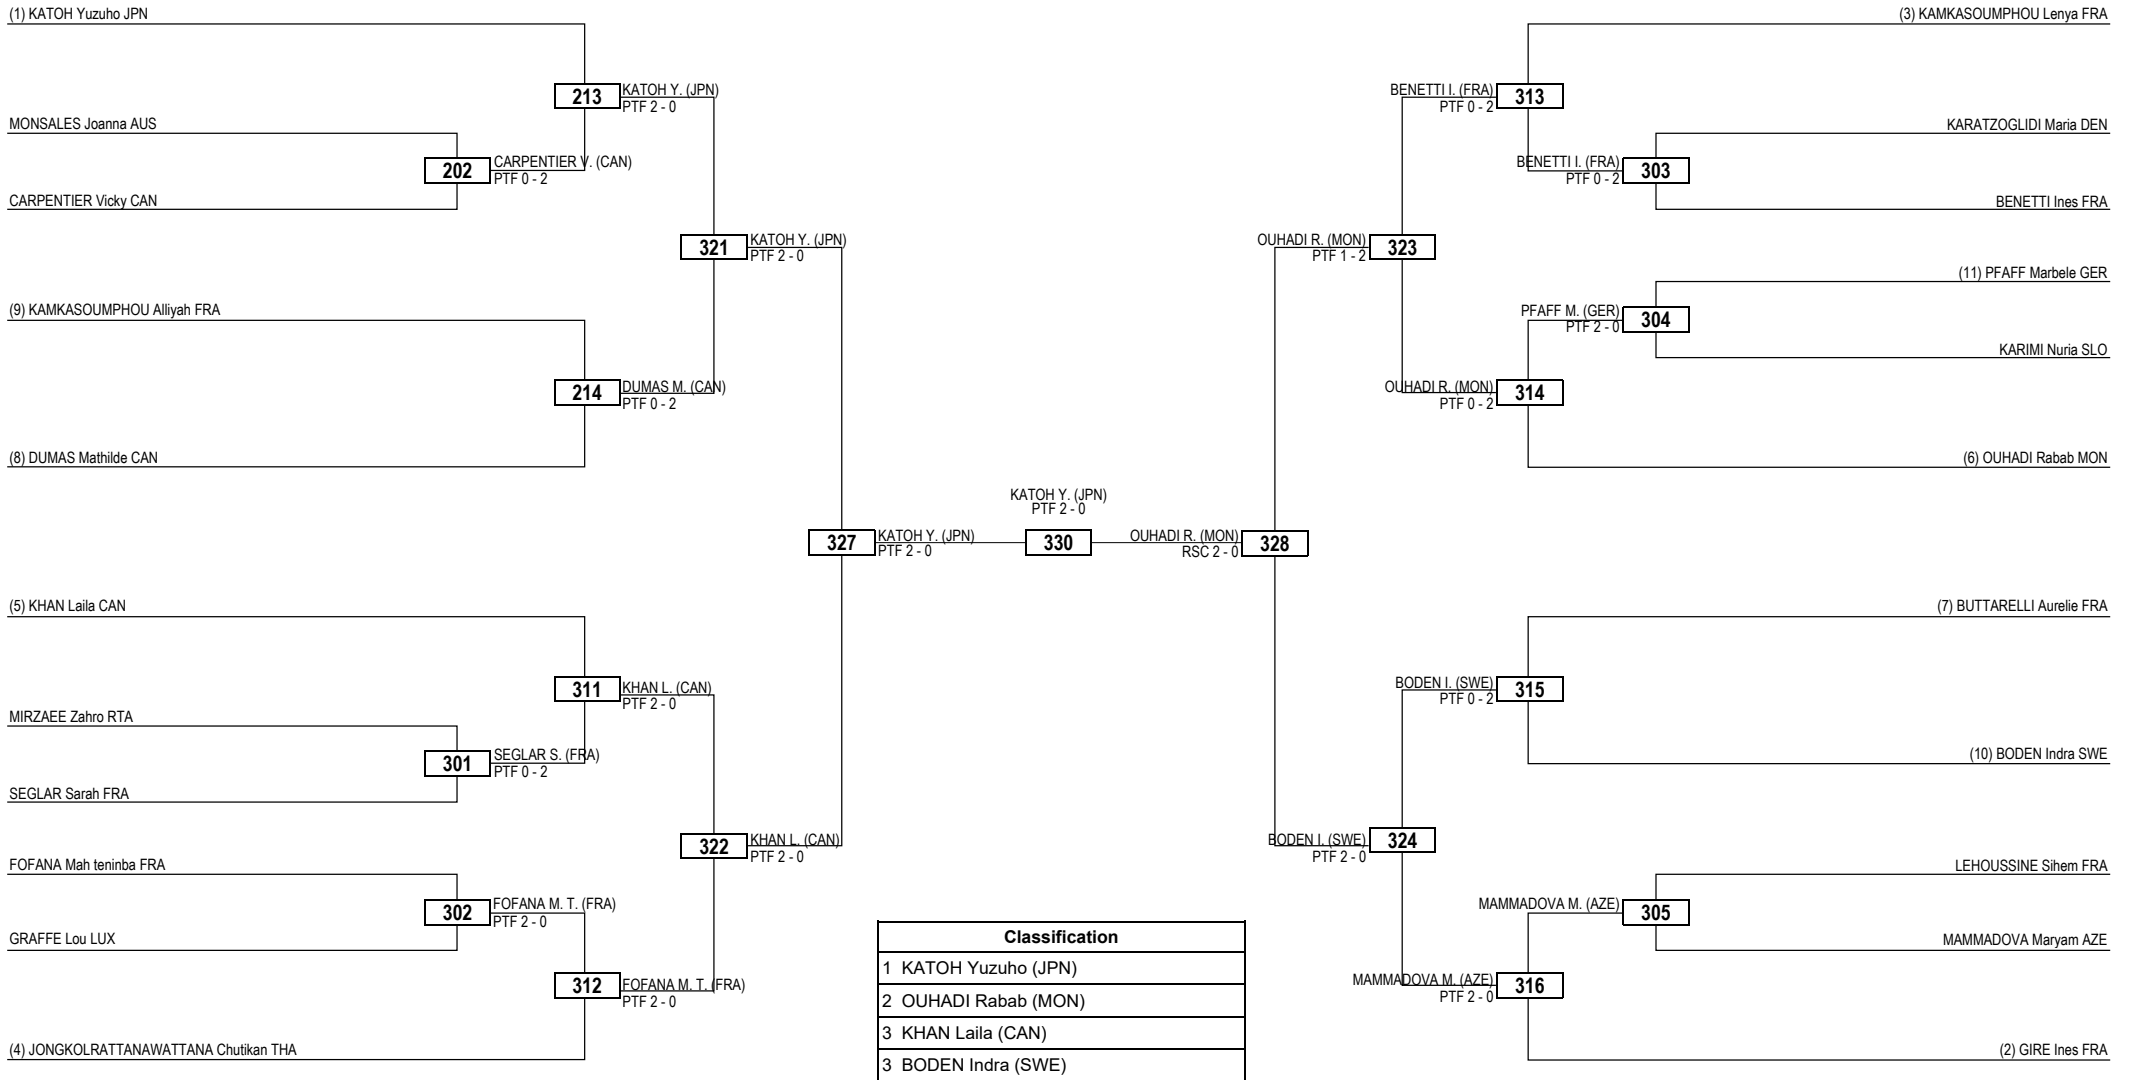 (1) KATOH Yuzuho JPN
213
KATOH Y. (JPN)
PTF 2 - 0
MONSALES Joanna AUS
202
CARPENTIER V. (CAN)
PTF 0 - 2
CARPENTIER Vicky CAN
321
KATOH Y. (JPN)
PTF 2 - 0
(9) KAMKASOUMPHOU Alliyah FRA
214
DUMAS M. (CAN)
PTF 0 - 2
(8) DUMAS Mathilde CAN
327
KATOH Y. (JPN)
PTF 2 - 0
(5) KHAN Laila CAN
311
KHAN L. (CAN)
PTF 2 - 0
MIRZAEE Zahro RTA
301
SEGLAR S. (FRA)
PTF 0 - 2
SEGLAR Sarah FRA
322
KHAN L. (CAN)
PTF 2 - 0
FOFANA Mah teninba FRA
302
FOFANA M. T. (FRA)
PTF 2 - 0
GRAFFE Lou LUX
312
FOFANA M. T. (FRA)
PTF 2 - 0
(4) JONGKOLRATTANAWATTANA Chutikan THA
KATOH Y. (JPN)
PTF 2 - 0
330
(3) KAMKASOUMPHOU Lenya FRA
BENETTI I. (FRA)
PTF 0 - 2
313
KARATZOGLIDI Maria DEN
BENETTI I. (FRA)
PTF 0 - 2
303
BENETTI Ines FRA
OUHADI R. (MON)
PTF 1 - 2
323
(11) PFAFF Marbele GER
PFAFF M. (GER)
PTF 2 - 0
304
KARIMI Nuria SLO
OUHADI R. (MON)
PTF 0 - 2
314
(6) OUHADI Rabab MON
OUHADI R. (MON)
RSC 2 - 0
328
(7) BUTTARELLI Aurelie FRA
BODEN I. (SWE)
PTF 0 - 2
315
(10) BODEN Indra SWE
BODEN I. (SWE)
PTF 2 - 0
324
LEHOUSSINE Sihem FRA
MAMMADOVA M. (AZE)
305
MAMMADOVA Maryam AZE
MAMMADOVA M. (AZE)
PTF 2 - 0
316
(2) GIRE Ines FRA
Classification
1 KATOH Yuzuho (JPN)
2 OUHADI Rabab (MON)
3 KHAN Laila (CAN)
3 BODEN Indra (SWE)